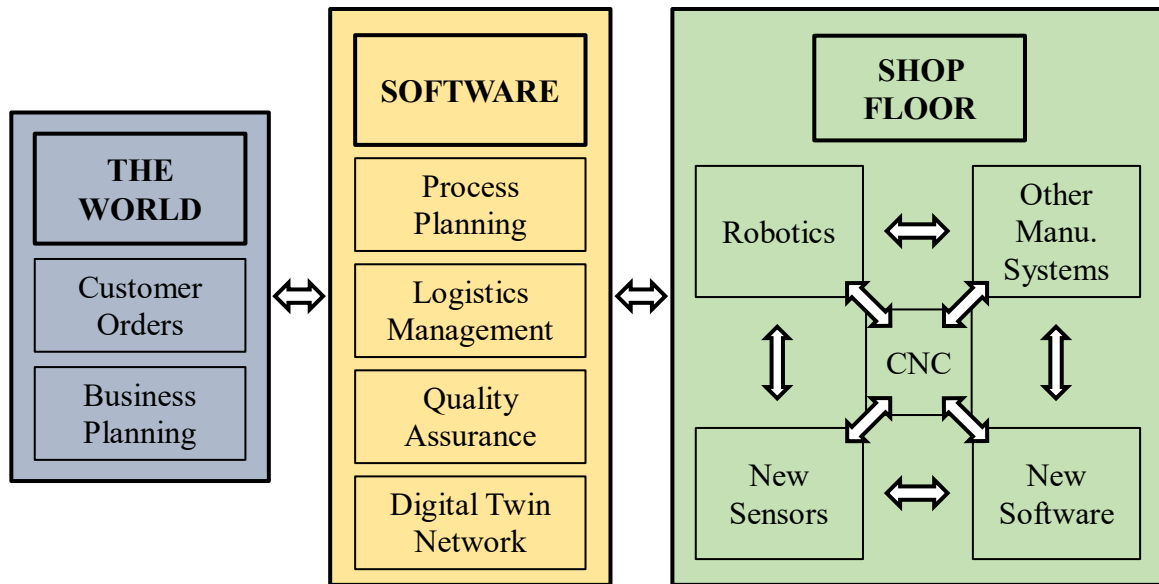 THE
WORLD
Customer
Orders
Business
Planning
SOFTWARE
Process
Planning
Logistics
Management
Quality
Assurance
Digital Twin
Network
SHOP
FLOOR
Robotics
Other
Manu.
Systems
CNC
New
Sensors
New
Software